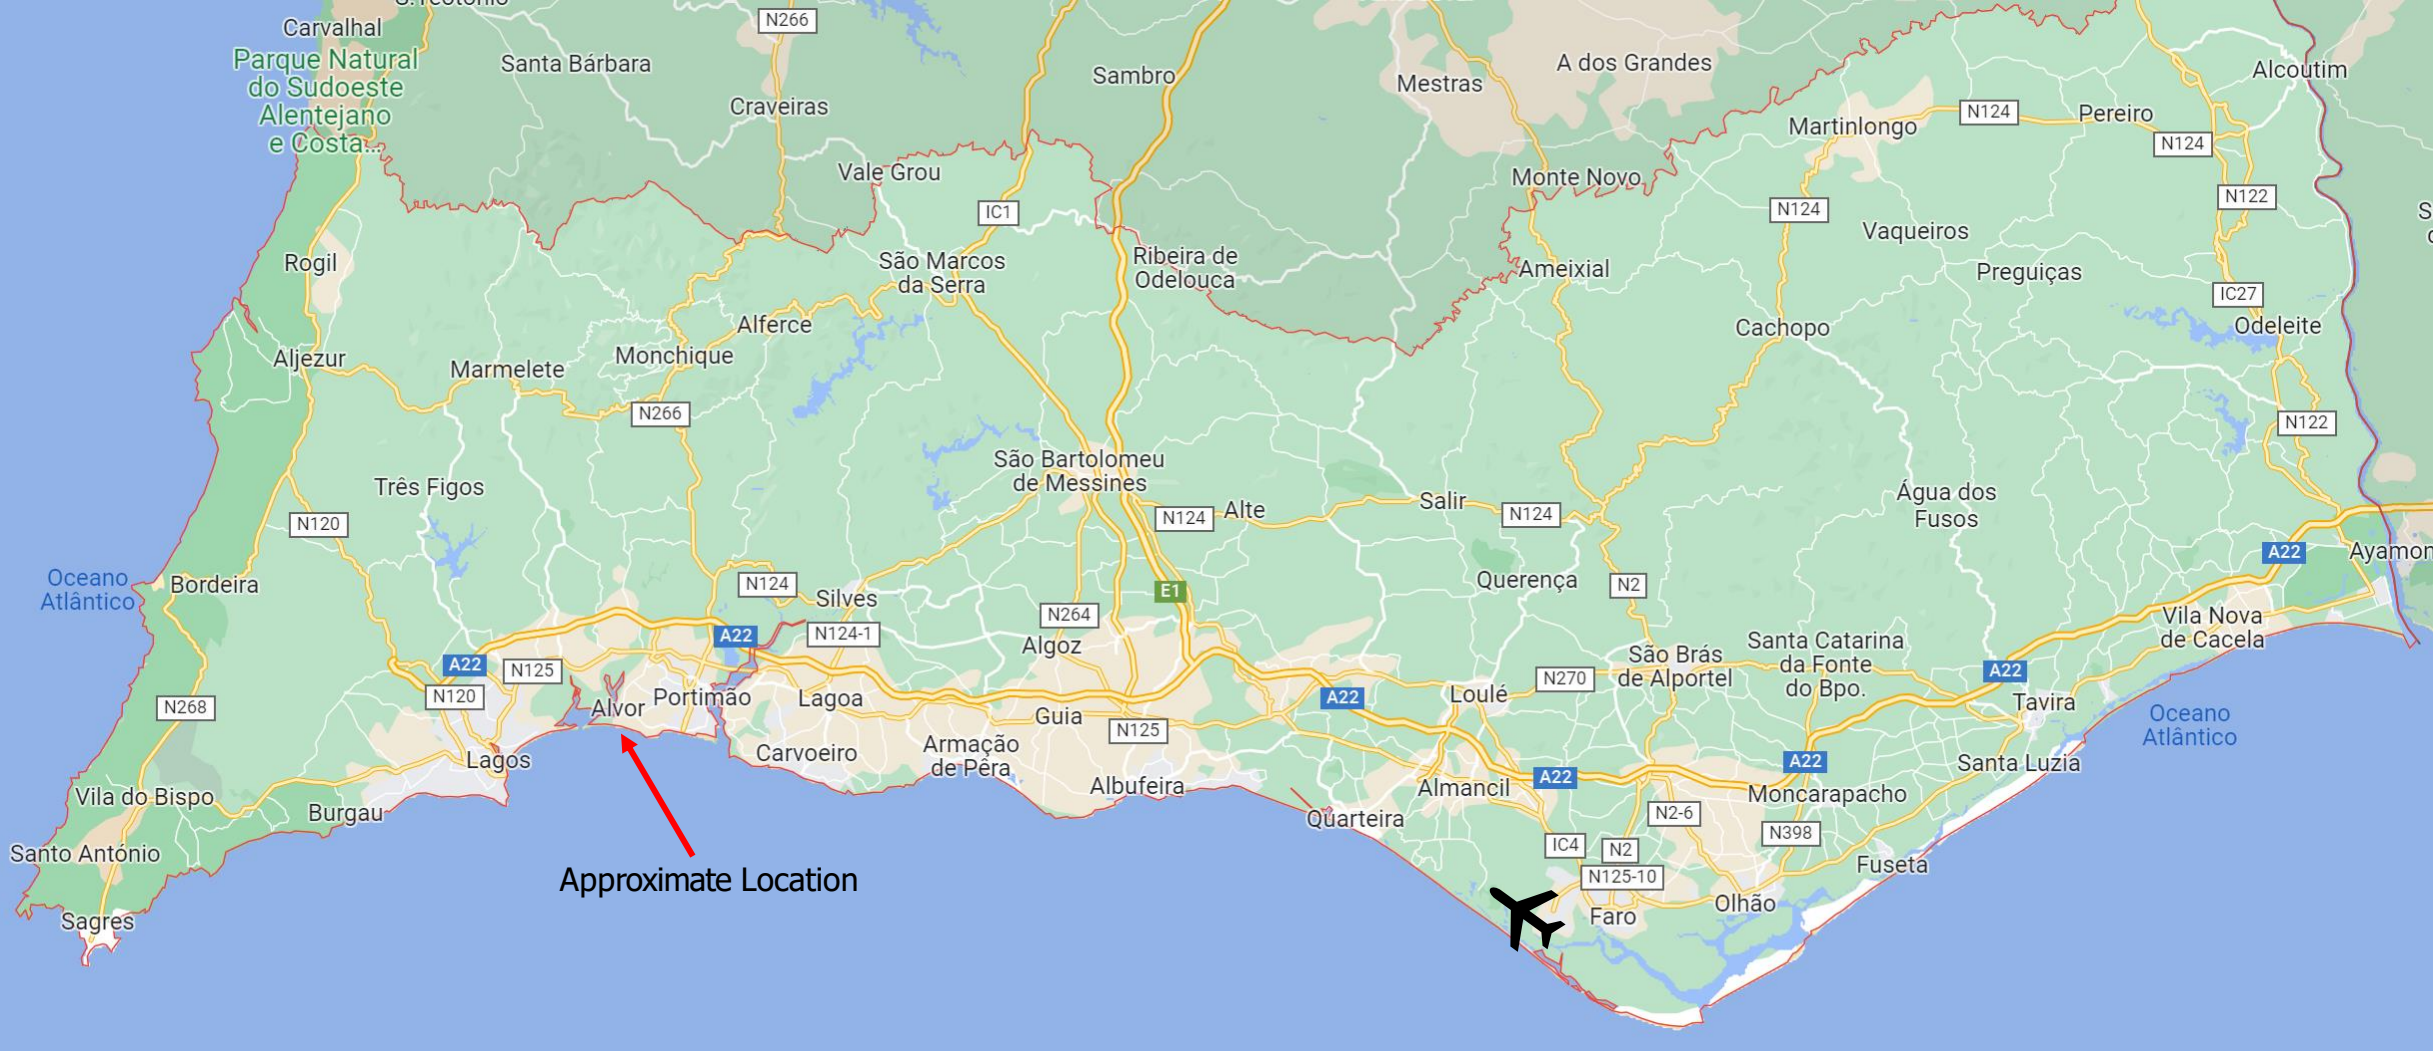 S.Teotónio
Carvalhal
N266
Parque Natural
do Sudoeste
Alentejano
e Costa...
Santa Bárbara
Craveiras
Sambro
Mestras
A dos Grandes
Alcoutim
Martinlongo
N124
Pereiro
N124
Vale Grou
Monte Novo
N122
IC1
N124
Vaqueiros
Rogil
São Marcos
da Serra
Ribeira de
Odelouca
Ameixial
Preguiças
IC27
Odeleite
Alferce
Cachopo
Aljezur
Marmelete
Monchique
N266
N122
São Bartolomeu
de Messines
Três Figos
N120
N124
Alte
Salir
N124
Água dos
Fusos
A22
Ayamon
Oceano
Atlântico
Bordeira
N124
Silves
E1
Querença
N2
N264
N124-1
A22
Algoz
Vila Nova
de Cacela
A22
N125
N120
Santa Catarina
da Fonte
do Bpo.
São Brás
de Alportel
N270
A22
N268
Alvor
Portimão
Lagoa
A22
Loulé
Tavira
Guia
N125
Oceano
Atlântico
Lagos
Carvoeiro
Armação
de Pêra
Albufeira
Almancil
A22
A22
Santa Luzia
Vila do Bispo
Burgau
Quarteira
Moncarapacho
N2-6
N398
Santo António
IC4
N2
Fuseta
Approximate Location
N125-10
Olhão
Faro
Sagres